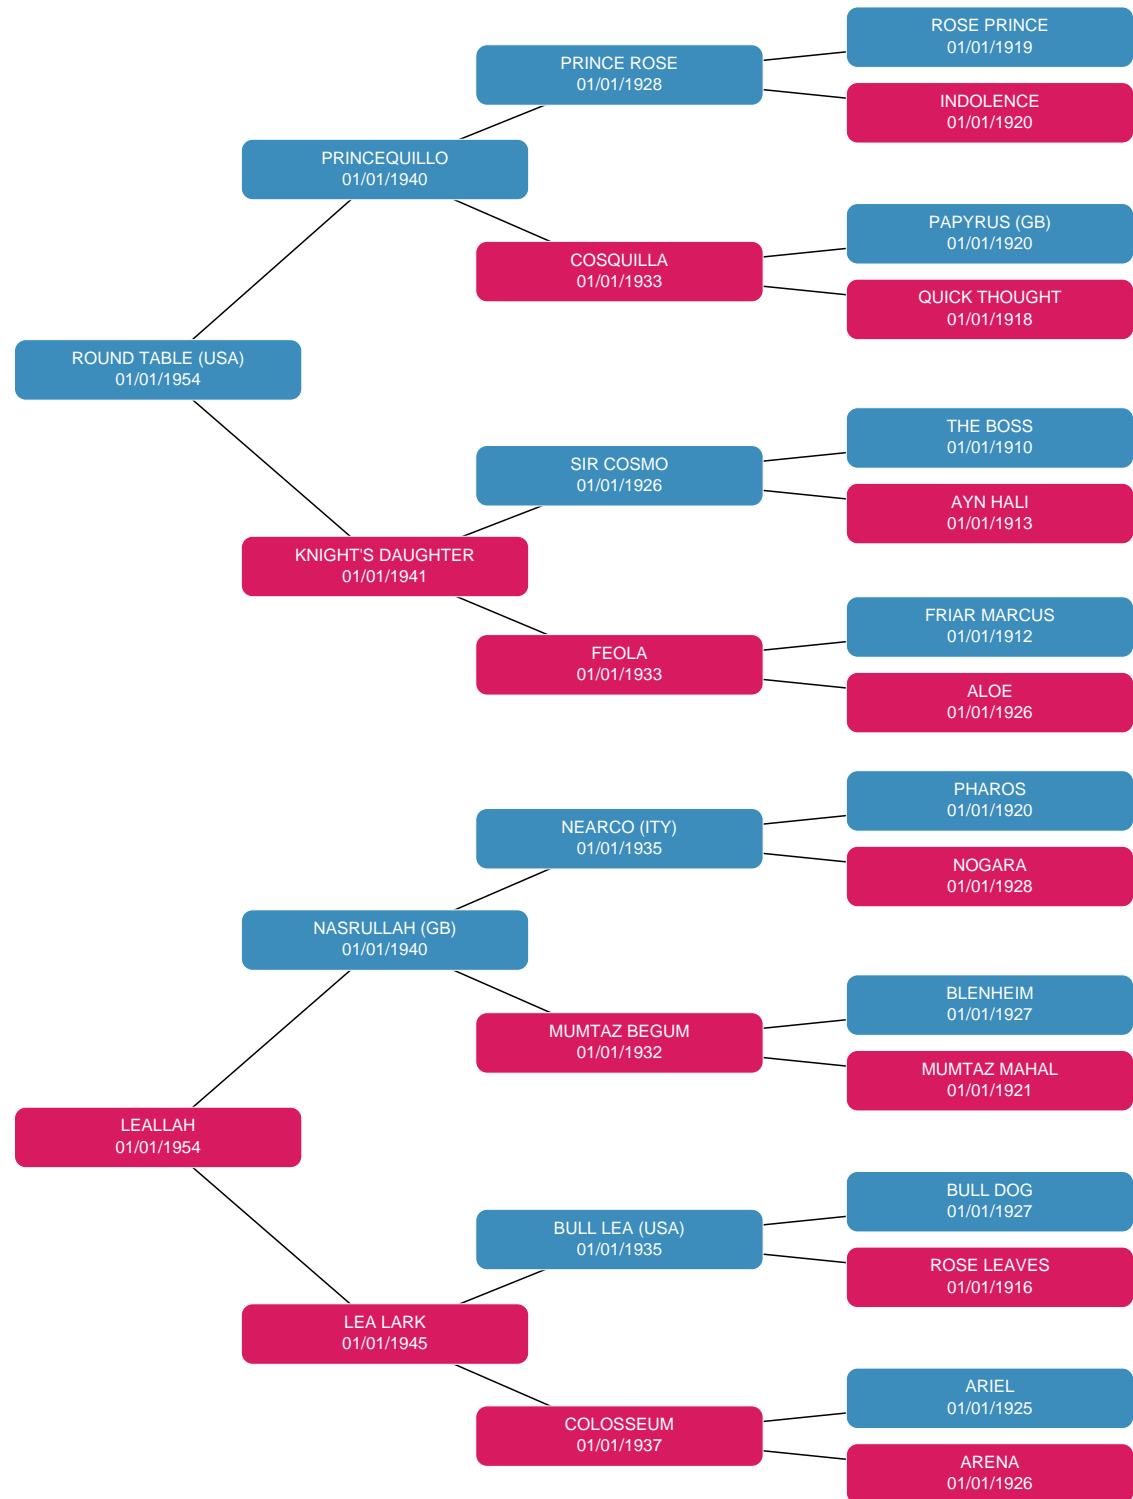 ROSE PRINCE
01/01/1919
PRINCE ROSE
01/01/1928
INDOLENCE
01/01/1920
PRINCEQUILLO
01/01/1940
PAPYRUS (GB)
01/01/1920
COSQUILLA
01/01/1933
QUICK THOUGHT
01/01/1918
ROUND TABLE (USA)
01/01/1954
THE BOSS
01/01/1910
SIR COSMO
01/01/1926
AYN HALI
01/01/1913
KNIGHT'S DAUGHTER
01/01/1941
FRIAR MARCUS
01/01/1912
FEOLA
01/01/1933
ALOE
01/01/1926
PHAROS
01/01/1920
NEARCO (ITY)
01/01/1935
NOGARA
01/01/1928
NASRULLAH (GB)
01/01/1940
BLENHEIM
01/01/1927
MUMTAZ BEGUM
01/01/1932
MUMTAZ MAHAL
01/01/1921
LEALLAH
01/01/1954
BULL DOG
01/01/1927
BULL LEA (USA)
01/01/1935
ROSE LEAVES
01/01/1916
LEA LARK
01/01/1945
ARIEL
01/01/1925
COLOSSEUM
01/01/1937
ARENA
01/01/1926